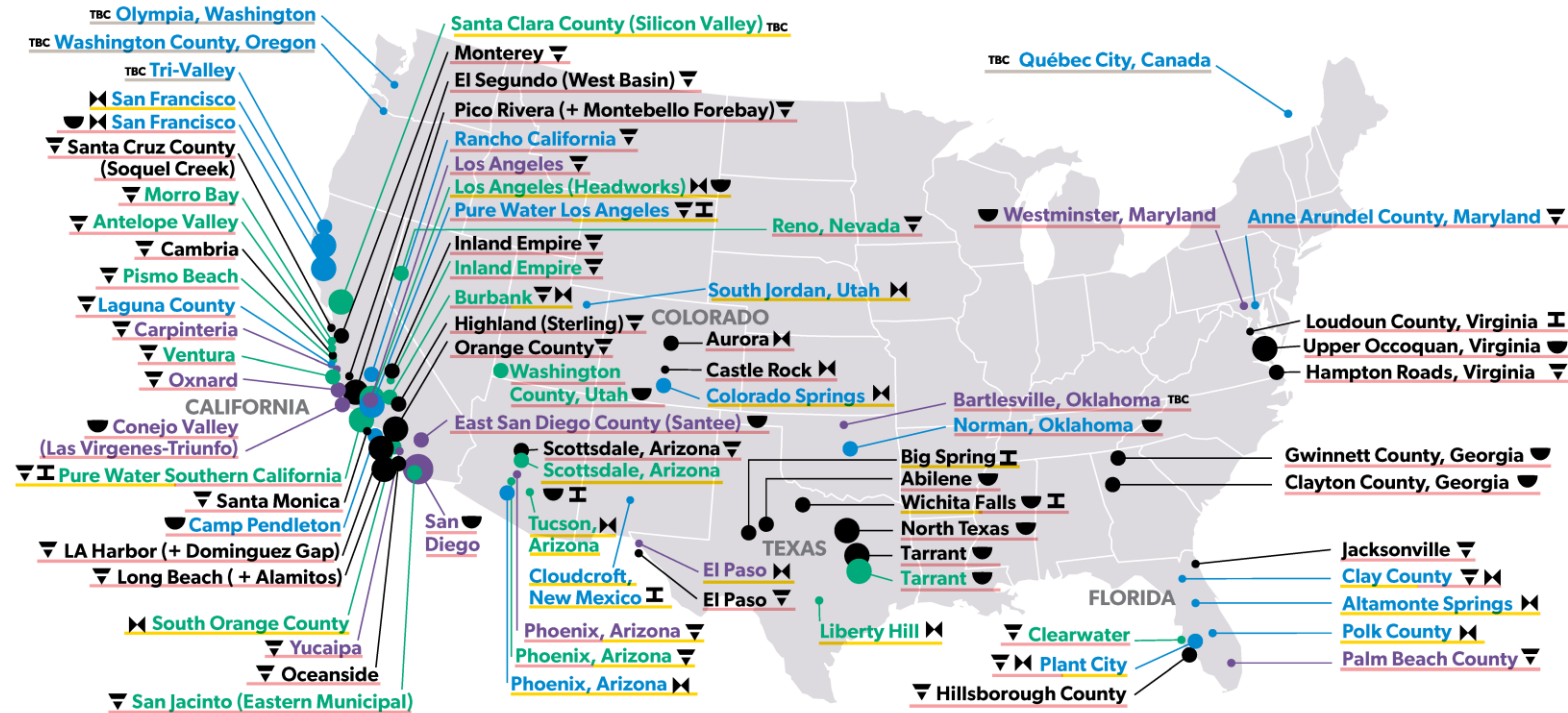 TBC Olympia, Washington
TBC Washington County, Oregon
TBC Tri-Valley
San Francisco
San Francisco
Santa Cruz County
(Soquel Creek)
Morro Bay
Antelope Valley
Cambria
Pismo Beach
Laguna County
Carpinteria
Ventura
Oxnard
CALIFORNIA
Conejo Valley
(Las Virgenes-Triunfo)
Pure Water Southern California
Santa Monica
Camp Pendleton
LA Harbor (+ Dominguez Gap)
Long Beach ( + Alamitos)
South Orange County
Yucaipa
Oceanside
San Jacinto (Eastern Municipal)
Santa Clara County (Silicon Valley) TBC
Monterey
El Segundo (West Basin)
Pico Rivera (+ Montebello Forebay)
Rancho California
Los Angeles
Los Angeles (Headworks)
Pure Water Los Angeles
Reno, Nevada
Inland Empire
Inland Empire
Burbank
South Jordan, Utah
Highland (Sterling)
Orange County
COLORADO
Aurora
Castle Rock
Colorado Springs
Washington
County, Utah
East San Diego County (Santee)
San
Diego
Scottsdale, Arizona
Scottsdale, Arizona
Tucson,
Arizona
Cloudcroft,
New Mexico
El Paso
El Paso
Phoenix, Arizona
Phoenix, Arizona
Phoenix, Arizona
TBC Québec City, Canada
Westminster, Maryland
Anne Arundel County, Maryland
Loudoun County, Virginia
Upper Occoquan, Virginia
Hampton Roads, Virginia
Bartlesville, Oklahoma TBC
Norman, Oklahoma
Big Spring
Abilene
Wichita Falls
North Texas
TEXAS
Tarrant
Tarrant
Liberty Hill
Gwinnett County, Georgia
Clayton County, Georgia
Jacksonville
Clay County
FLORIDA
Altamonte Springs
Clearwater
Polk County
Plant City
Palm Beach County
Hillsborough County